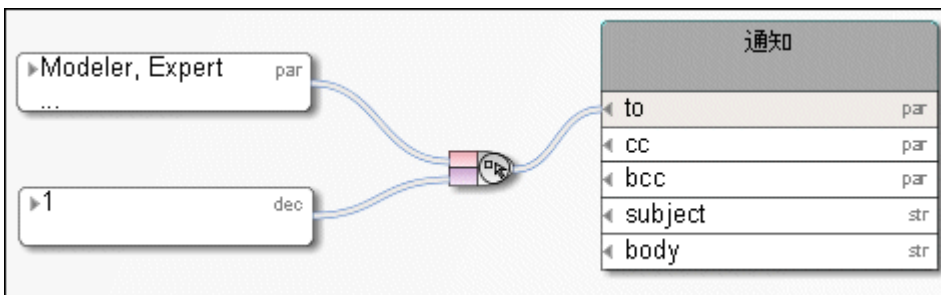 Modeler, Expert par
...
1 dec
通知
to par
cc par
bcc par
subject str
body str